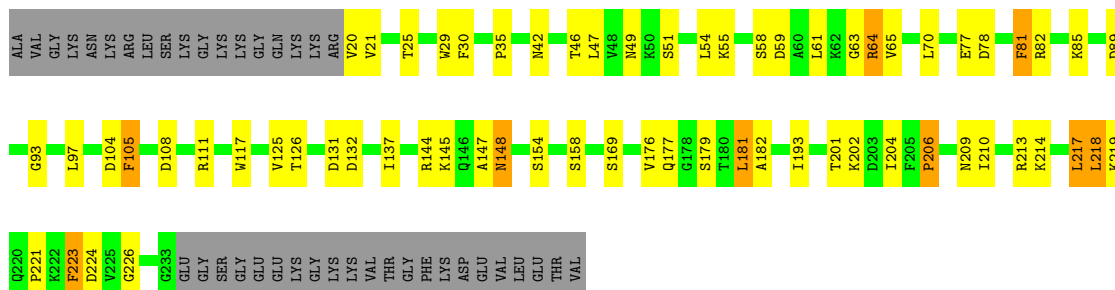 ALA VAL GLY LYS ASN LYS ARG LEU SER LYS GLY LYS LYS GLY GLN LYS LYS ARG V20 V21 T25 W29 F30 P35 N42 T46 L47 V48 N49 K50 S51 L54 K55 S58 D59 A60 L61 K62 G63 R64 V65 L70 E77 D78 F81 R82 K85 D89
G93 L97 D104 F105 D108 R111 W117 V125 T126 D131 D132 I137 R144 K145 Q146 A147 N148 S154 S158 S169 V176 Q177 G178 S179 T180 L181 A182 I193 T201 K202 D203 I204 F205 P206 N209 I210 R213 K214 L217 L218 K219
Q220 P221 K222 F223 D224 V225 G226 G233 GLU GLY SER GLY GLU GLU LYS GLY LYS LYS VAL THR GLY PHE LYS ASP GLU VAL LEU GLU THR VAL